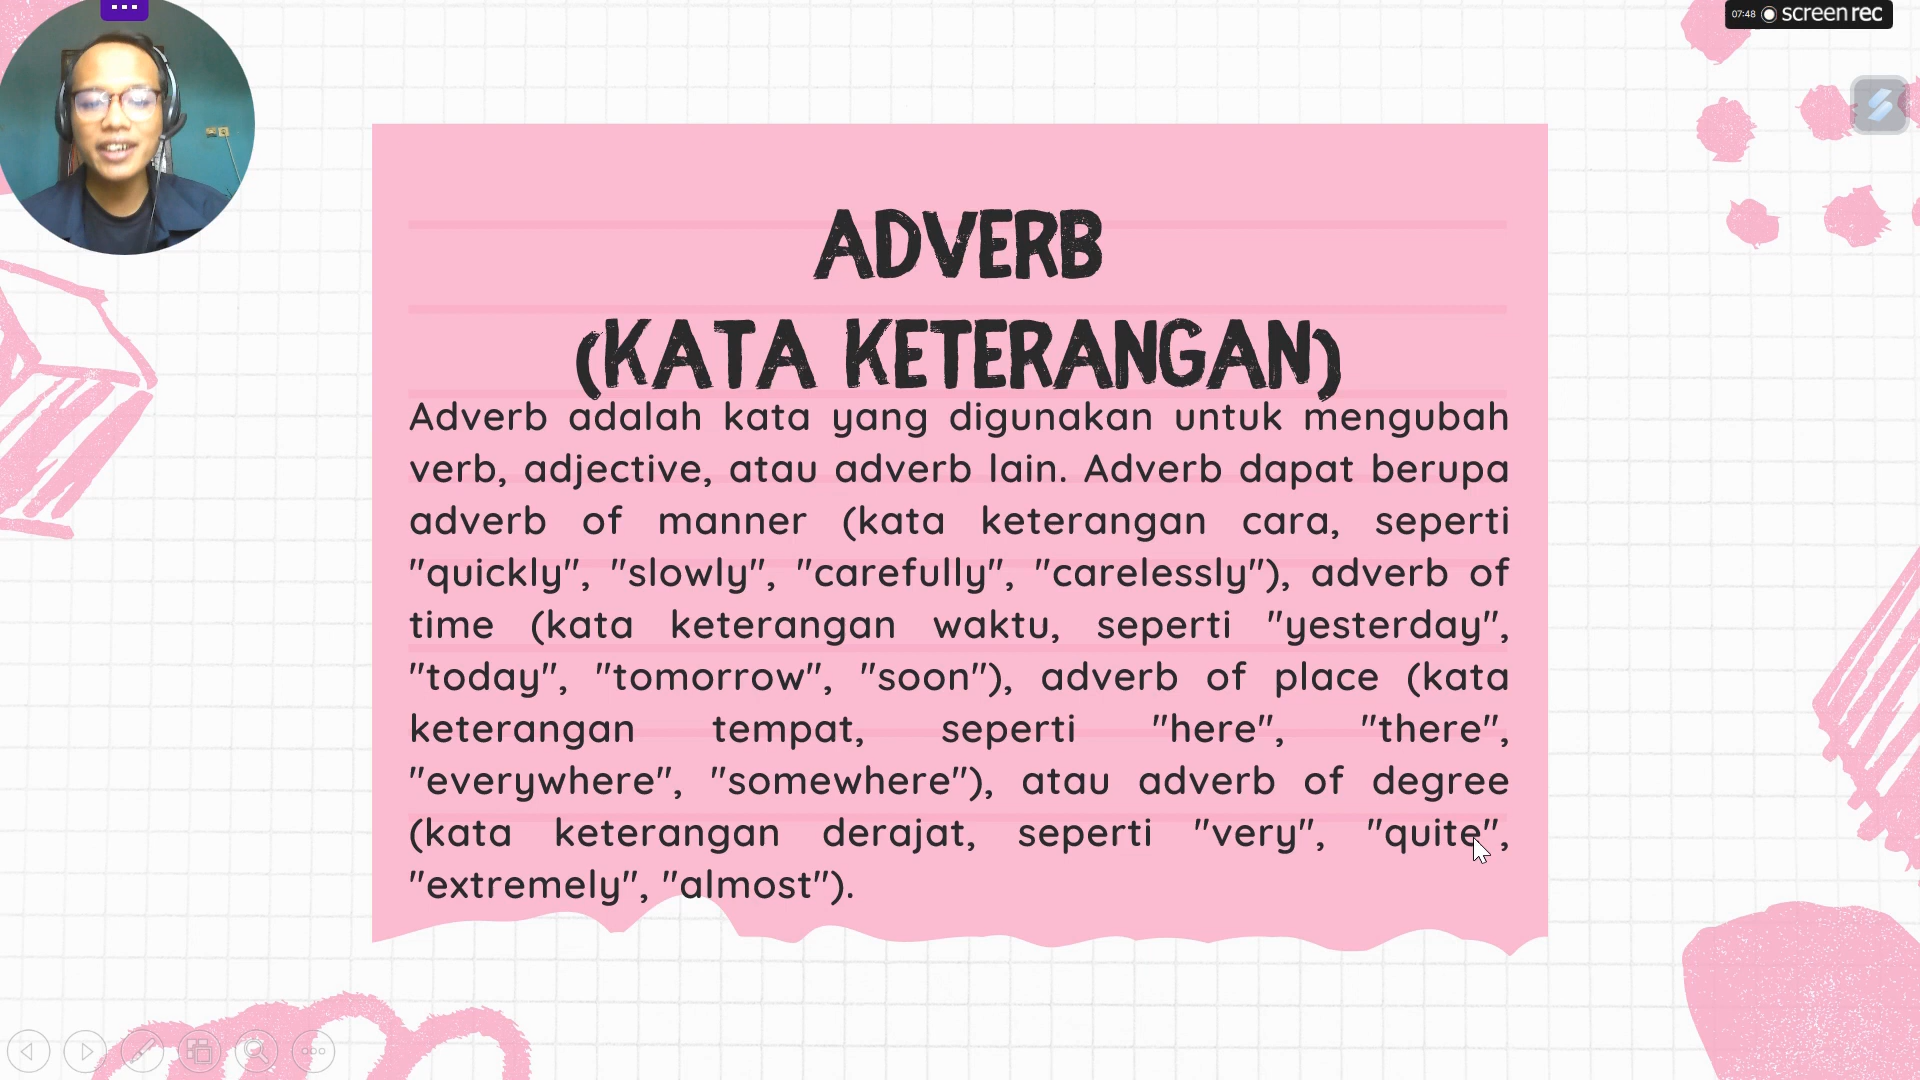 07:48 screenrec
ADVERB
(KATA KETERANGAN)
Adverb adalah kata yang digunakan untuk mengubah
verb, adjective, atau adverb lain. Adverb dapat berupa
adverb of manner (kata keterangan cara, seperti
"quickly", "slowly", "carefully", "carelessly"), adverb of
time (kata keterangan waktu, seperti "yesterday",
"today", "tomorrow", "soon"), adverb of place (kata
keterangan tempat, seperti "here", "there",
"everywhere", "somewhere"), atau adverb of degree
(kata keterangan derajat, seperti "very", "quite",
"extremely", "almost").